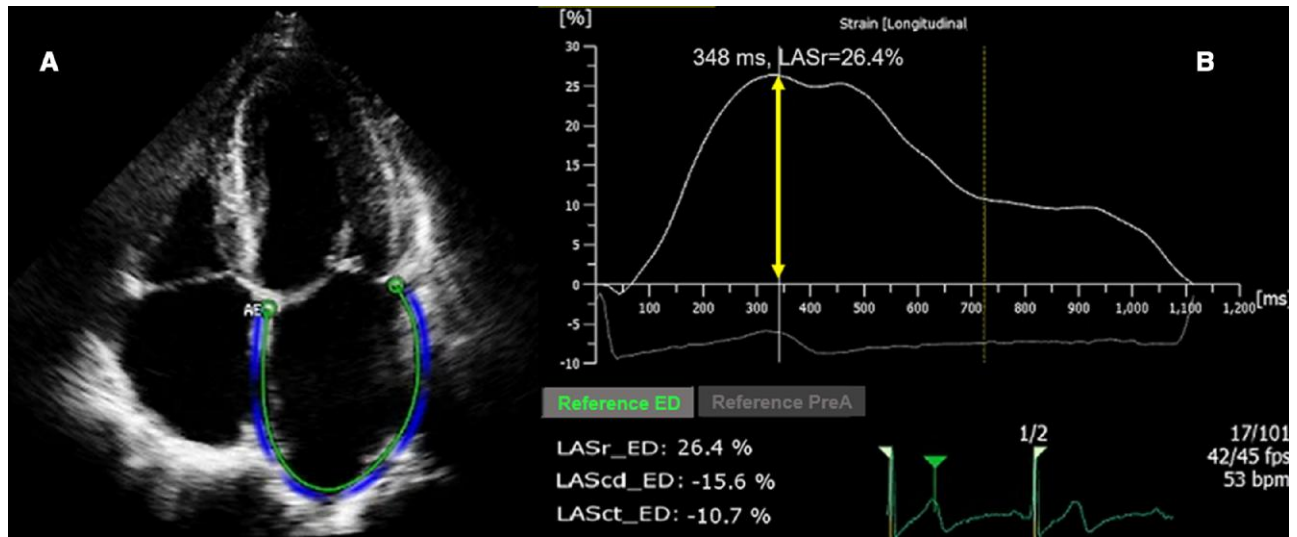 A
AE
[%]
Strain [Longitudinal
B
348 ms, LASr=26.4%
30
25
20
15
10
5
0
-5
-10
100 200 300 400 500 600 700 800 900 1,000 1,100 1,200
[ms]
Reference ED Reference PreA
LASr_ED: 26.4 %
LAScd_ED: -15.6 %
LASct_ED: -10.7 %
1/2
17/101
42/45 fps
53 bpm